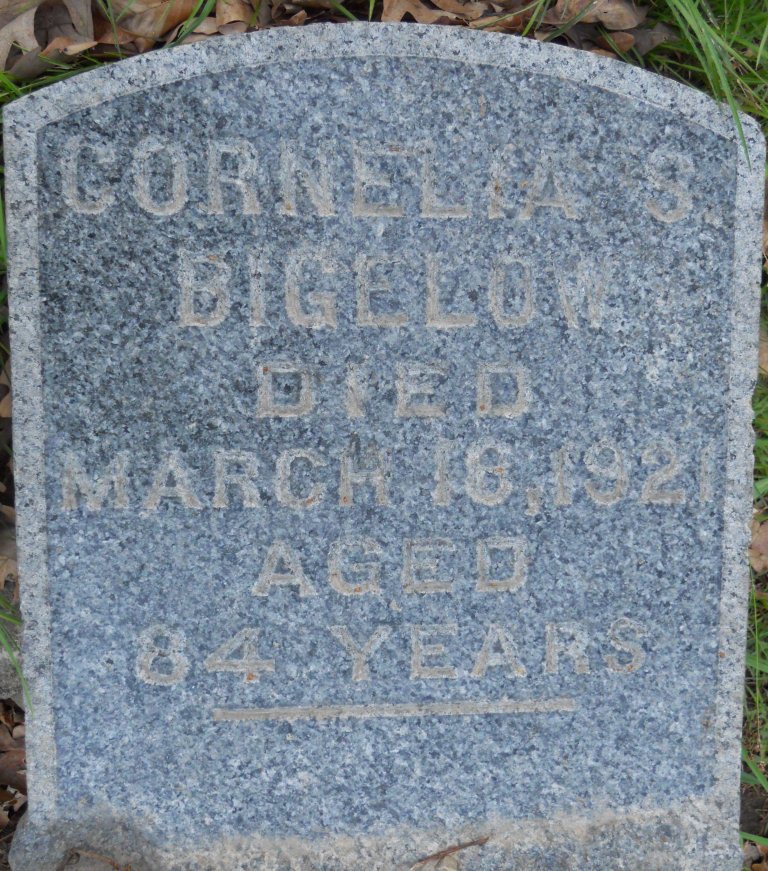 CORNELIA S.
BIGELOW
DIED
MARCH 16, 1921
AGED
84 YEARS